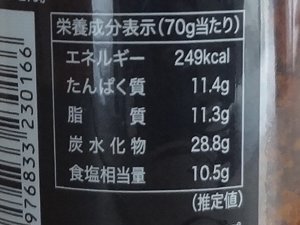 栄養成分表示(70g当たり)
エネルギー 249kcal
たんぱく質 11.4g
脂質 11.3g
炭水化物 28.8g
食塩相当量 10.5g
(推定値)
976833230166